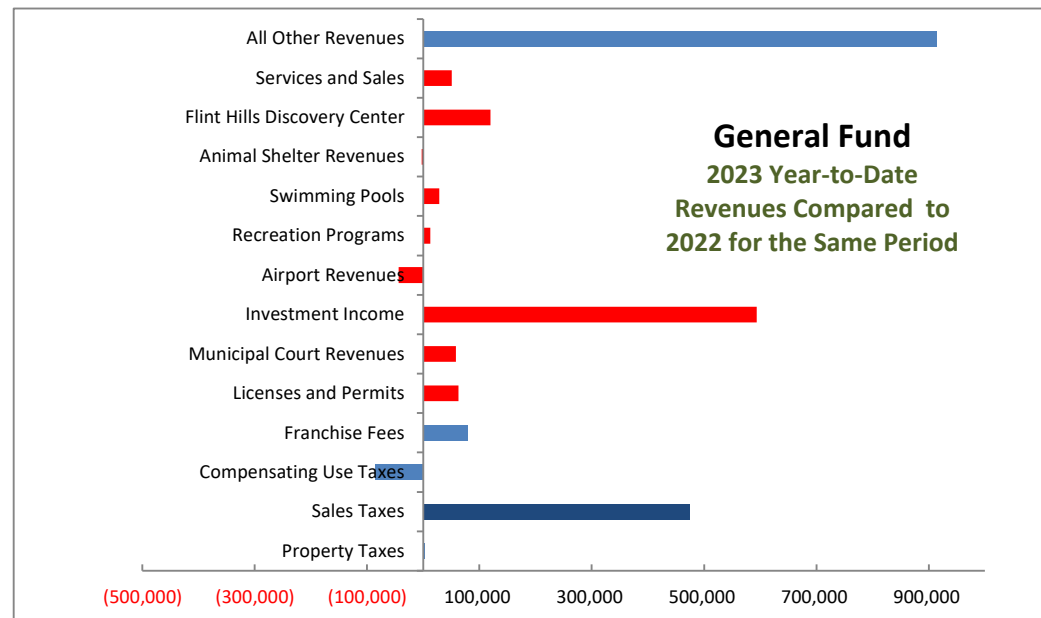 All Other Revenues
Services and Sales
Flint Hills Discovery Center
Animal Shelter Revenues
Swimming Pools
Recreation Programs
Airport Revenues
Investment Income
Municipal Court Revenues
Licenses and Permits
Franchise Fees
Compensating Use Taxes
Sales Taxes
Property Taxes
General Fund
2023 Year-to-Date
Revenues Compared to
2022 for the Same Period
(500,000) (300,000) (100,000) 100,000 300,000 500,000 700,000 900,000